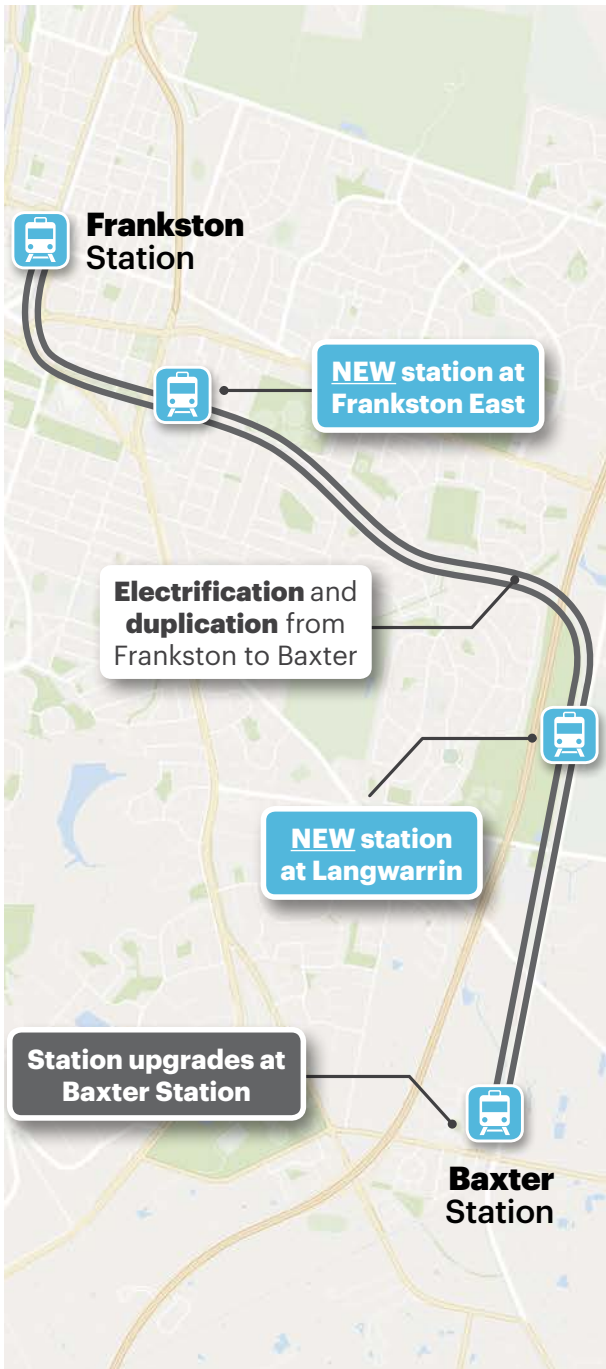 Frankston
Station
NEW station at
Frankston East
Electrification and
duplication from
Frankston to Baxter
NEW station
at Langwarrin
Station upgrades at
Baxter Station
Baxter
Station